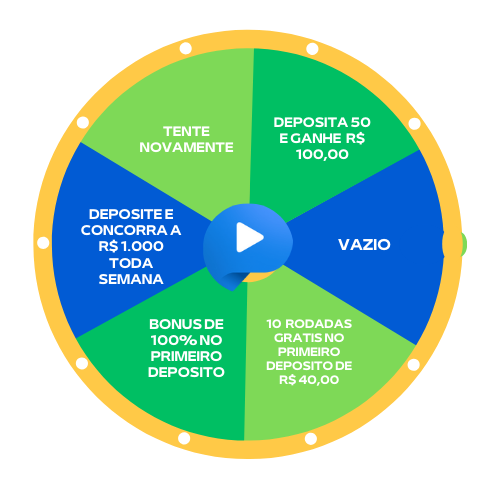 TENTE
NOVAMENTE
DEPOSITA 50
E GANHE R$
100,00
DEPOSITE E
CONCORRA A
R$ 1.000
TODA
SEMANA
VAZIO
BONUS DE
100% NO
PRIMEIRO
DEPOSITO
10 RODADAS
GRATIS NO
PRIMEIRO
DEPOSITO DE
R$ 40,00